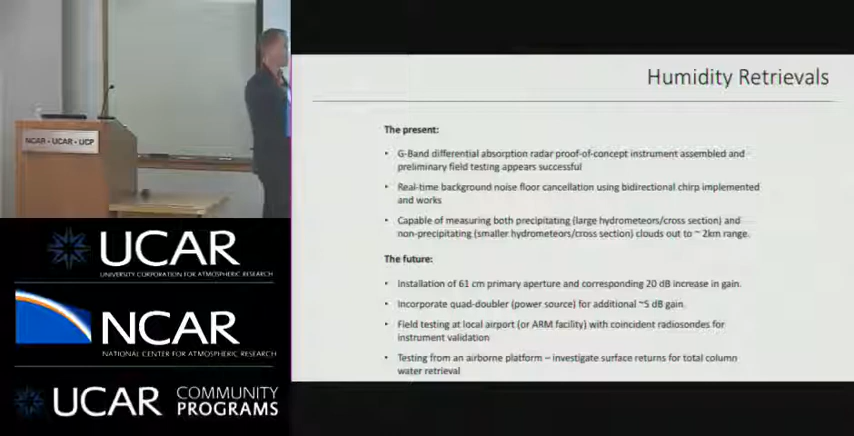 NCAR - UCAR - UCP
UCAR
UNIVERSITY CORPORATION FOR ATMOSPHERIC RESEARCH
NCAR
NATIONAL CENTER FOR ATMOSPHERIC RESEARCH
UCAR
COMMUNITY
PROGRAMS
Humidity Retrievals
The present:
• G-Band differential absorption radar proof-of-concept instrument assembled and
preliminary field testing appears successful
• Real-time background noise floor cancellation using bidirectional chirp implemented
and works
• Capable of measuring both precipitating (large hydrometeors/cross section) and
non-precipitating (smaller hydrometeors/cross section) clouds out to ~ 2km range.
The future:
• Installation of 61 cm primary aperture and corresponding 20 dB increase in gain.
• Incorporate quad-doubler (power source) for additional ~5 dB gain.
• Field testing at local airport (or ARM facility) with coincident radiosondes for
instrument validation
• Testing from an airborne platform – investigate surface returns for total column
water retrieval